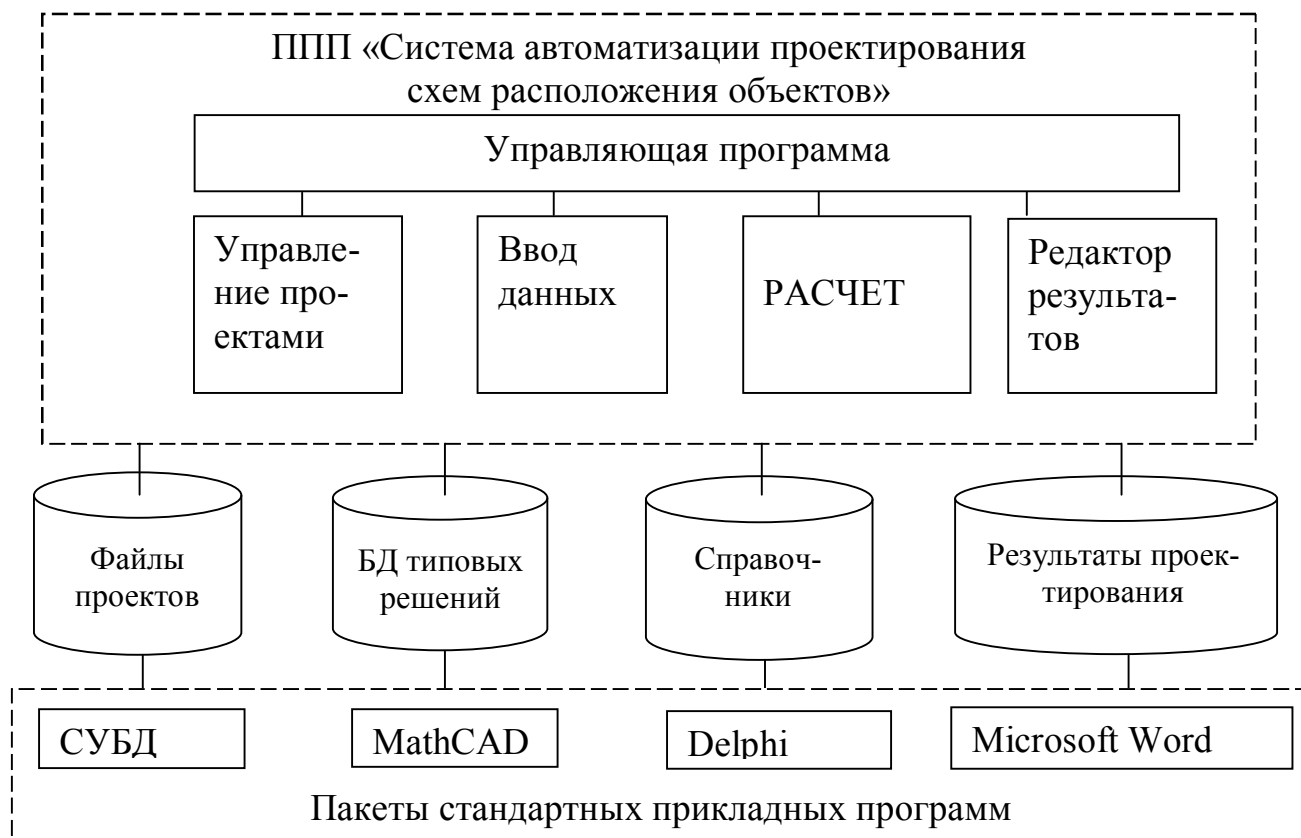 ППП «Система автоматизации проектирования
схем расположения объектов»
Управляющая программа
Управле-
ние про-
ектами
Ввод
данных
РАСЧЕТ
Редактор
результа-
тов
Файлы
проектов
БД типовых
решений
Справоч-
ники
Результаты проек-
тирования
СУБД
MathCAD
Delphi
Microsoft Word
Пакеты стандартных прикладных программ